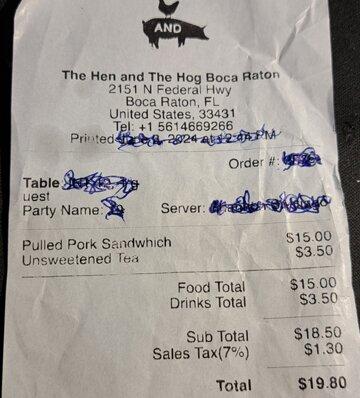 AND
The Hen and The Hog Boca Raton
2151 N Federal Hwy
Boca Raton, FL
United States, 33431
Tel: +1 5614669266
Printed
Order #:
Table
uest
Party Name: Server:
Pulled Pork Sandwhich $15.00
Unsweetened Tea $3.50
Food Total $15.00
Drinks Total $3.50
Sub Total $18.50
Sales Tax(7%) $1.30
Total $19.80